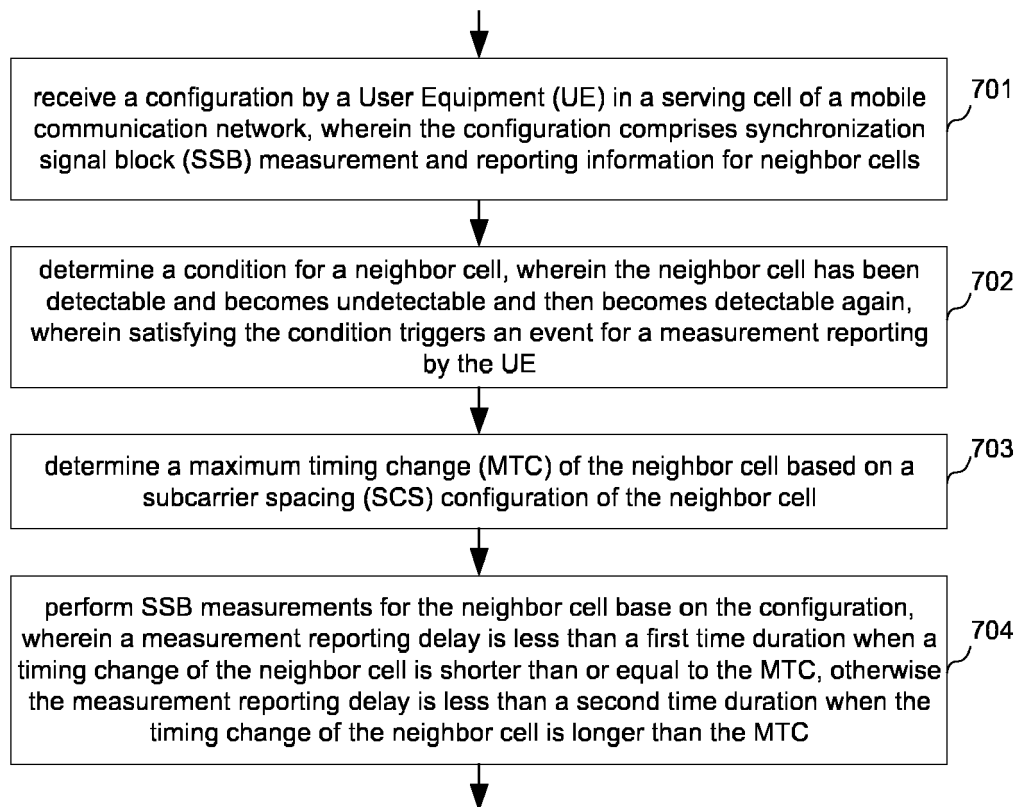 receive a configuration by a User Equipment (UE) in a serving cell of a mobile
communication network, wherein the configuration comprises synchronization
signal block (SSB) measurement and reporting information for neighbor cells
701
determine a condition for a neighbor cell, wherein the neighbor cell has been
detectable and becomes undetectable and then becomes detectable again,
wherein satisfying the condition triggers an event for a measurement reporting
by the UE
702
determine a maximum timing change (MTC) of the neighbor cell based on a
subcarrier spacing (SCS) configuration of the neighbor cell
703
perform SSB measurements for the neighbor cell base on the configuration,
wherein a measurement reporting delay is less than a first time duration when a
timing change of the neighbor cell is shorter than or equal to the MTC, otherwise
the measurement reporting delay is less than a second time duration when the
timing change of the neighbor cell is longer than the MTC
704